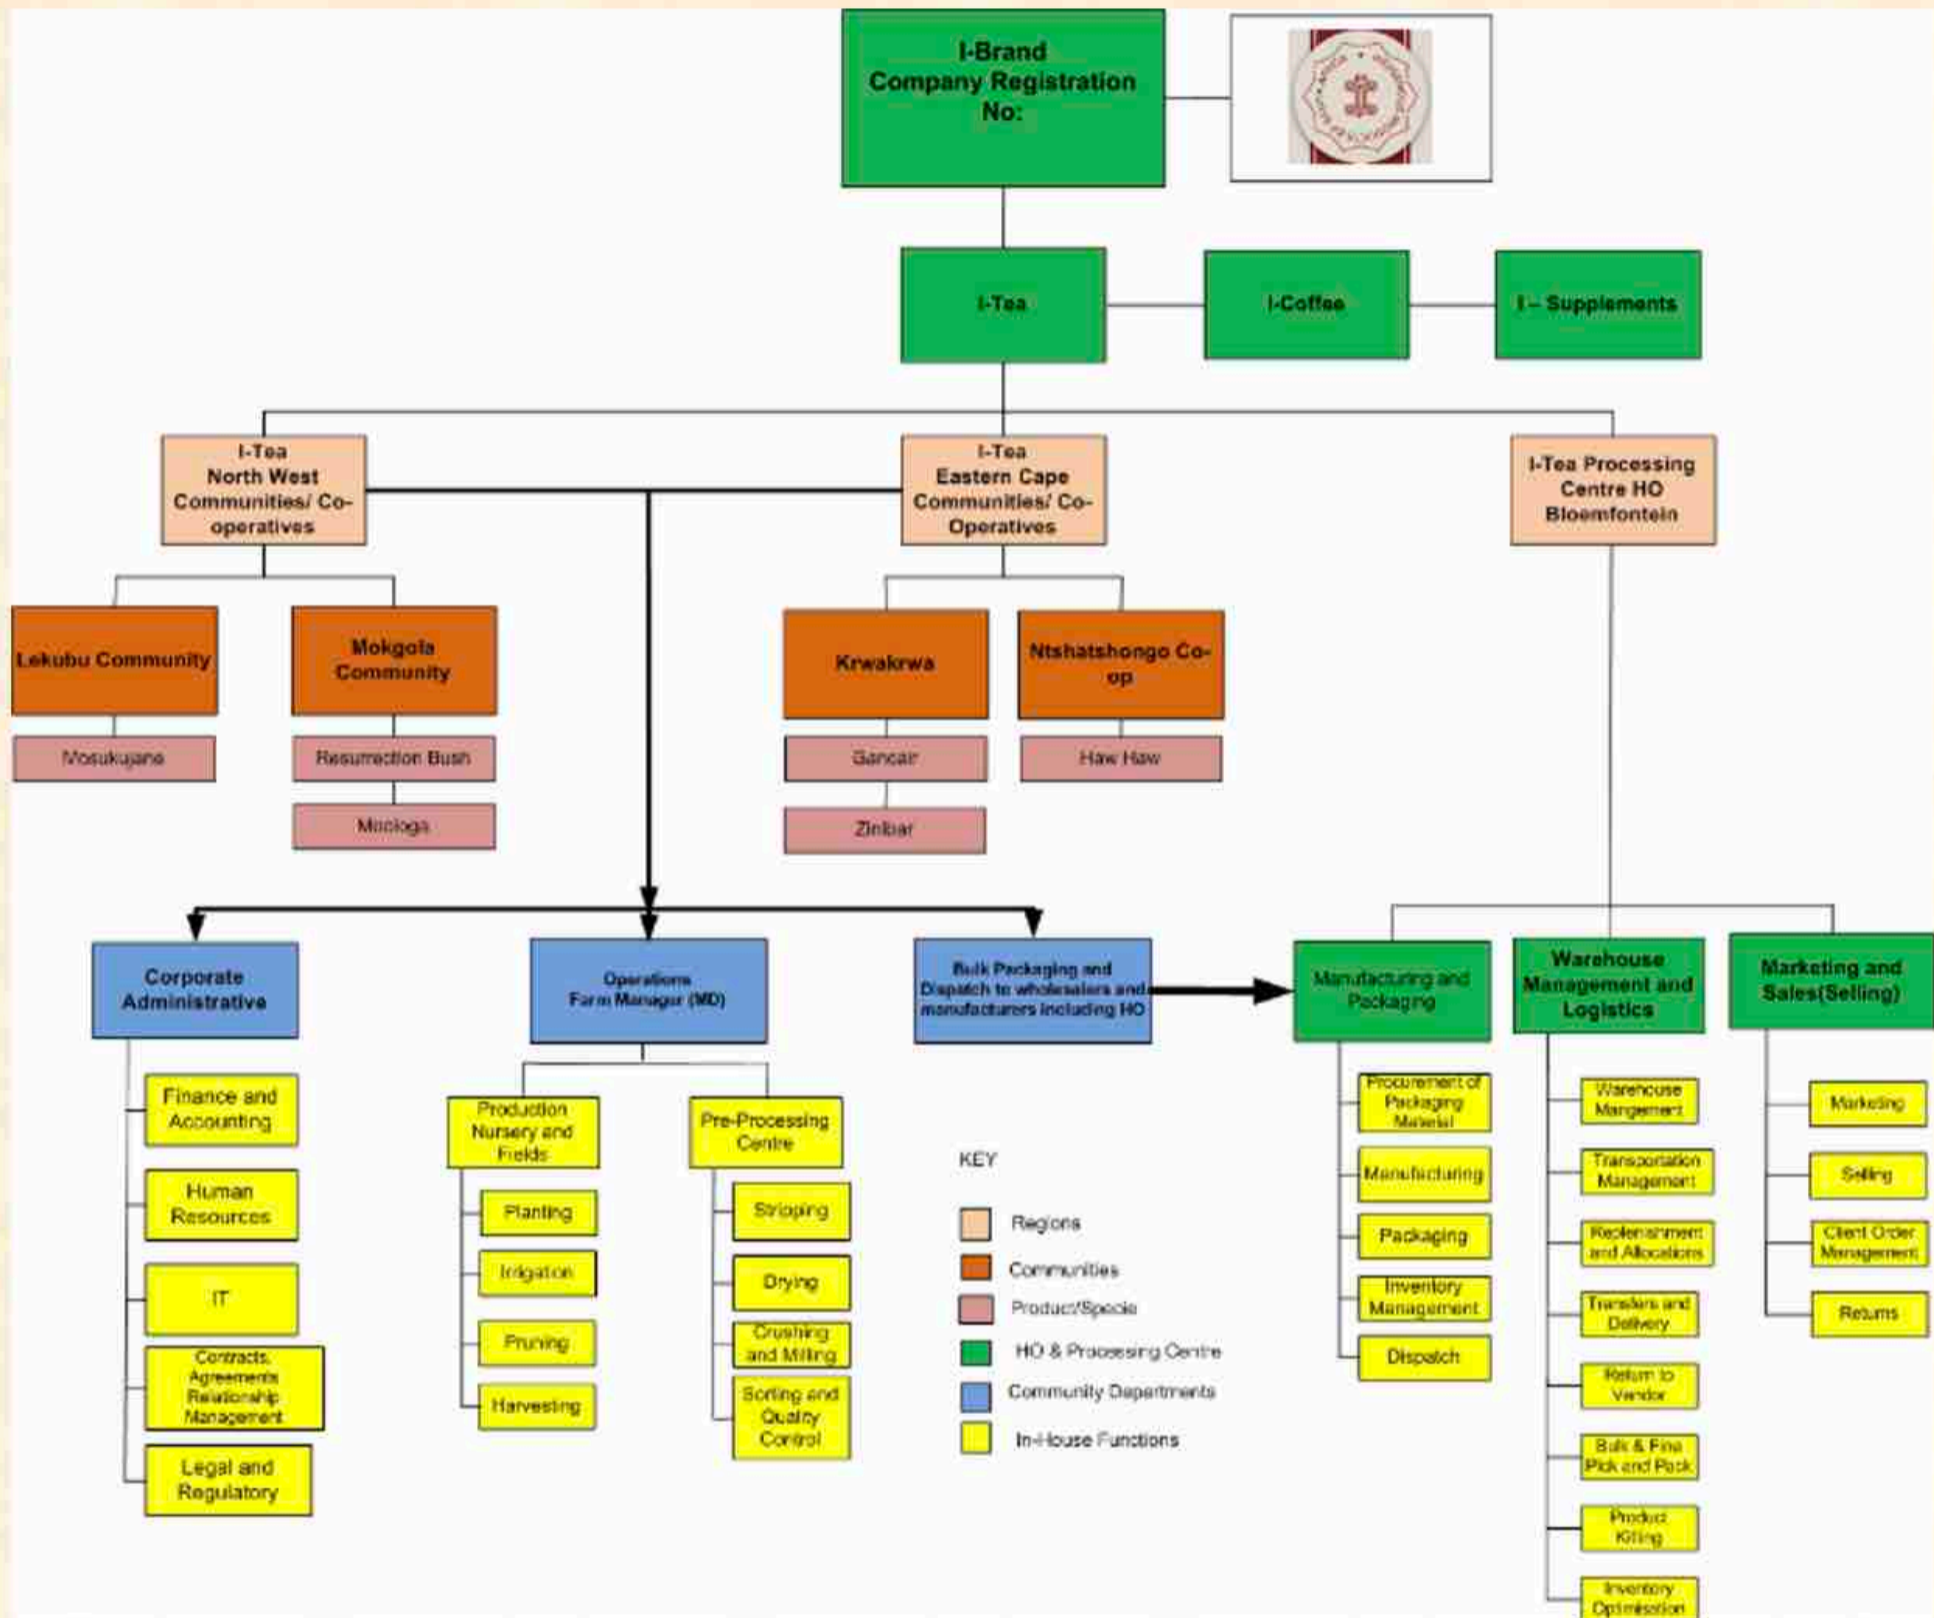 I-Brand
Company Registration
No:
I-Tea
I-Coffee
I – Supplements
I-Tea
North West
Communities/ Co-
operatives
I-Tea
Eastern Cape
Communities/ Co-
Operatives
I-Tea Processing
Centre HO
Bloemfontein
Lekubu Community
Mokgola
Community
Krwakrwa
Ntshatshongo Co-
op
Mosukujane
Resurrection Bush
Gancair
Haw Haw
Zinibar
Corporate
Administrative
Operations
Farm Manager (MD)
Bulk Packaging and
Dispatch to wholesalers and
manufacturers including HO
Manufacturing and
Packaging
Warehouse
Management and
Logistics
Marketing and
Sales(Selling)
Finance and
Accounting
Human
Resources
IT
Contracts,
Agreements
Relationship
Management
Legal and
Regulatory
Production
Nursery and
Fields
Planting
Irrigation
Pruning
Harvesting
Pre-Processing
Centre
Stripping
Drying
Crushing
and Milling
Sorting and
Quality
Control
KEY
Regions
Communities
Product/Specie
HO & Processing Centre
Community Departments
In-House Functions
Procurement of
Packaging
Material
Manufacturing
Packaging
Inventory
Management
Dispatch
Warehouse
Mangement
Transportation
Management
Replenishment
and Allocations
Transfers and
Delivery
Return to
Vendor
Bulk & Fine
Pick and Pack
Product
Inventory
Optimisation
Marketing
Selling
Client Order
Management
Returns